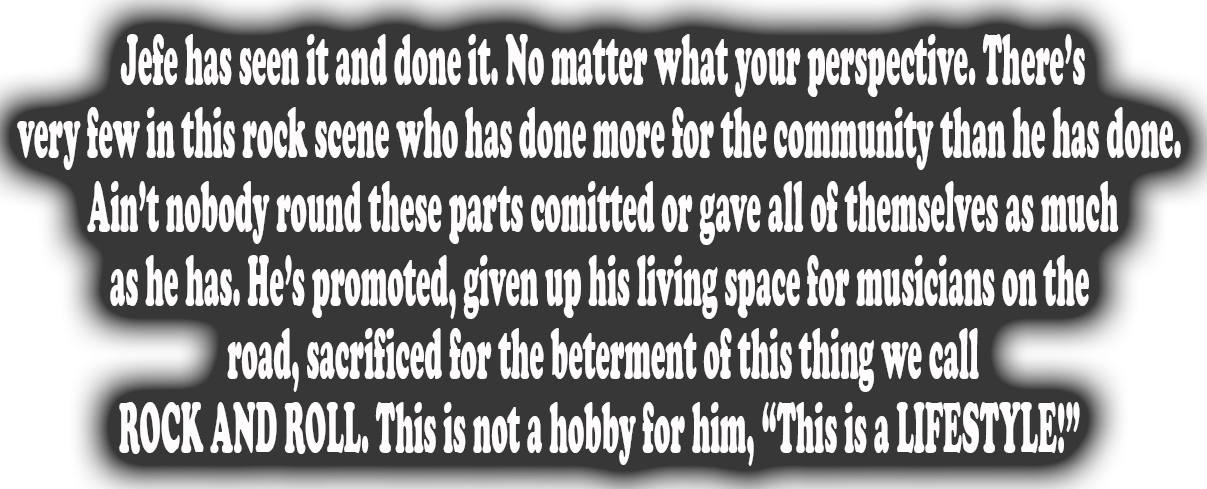 Jefe has seen it and done it. No matter what your perspective. There’s
very few in this rock scene who has done more for the community than he has done.
Ain’t nobody round these parts comitted or gave all of themselves as much
as he has. He’s promoted, given up his living space for musicians on the
road, sacrificed for the beterment of this thing we call
ROCK AND ROLL. This is not a hobby for him, “This is a LIFESTYLE!”